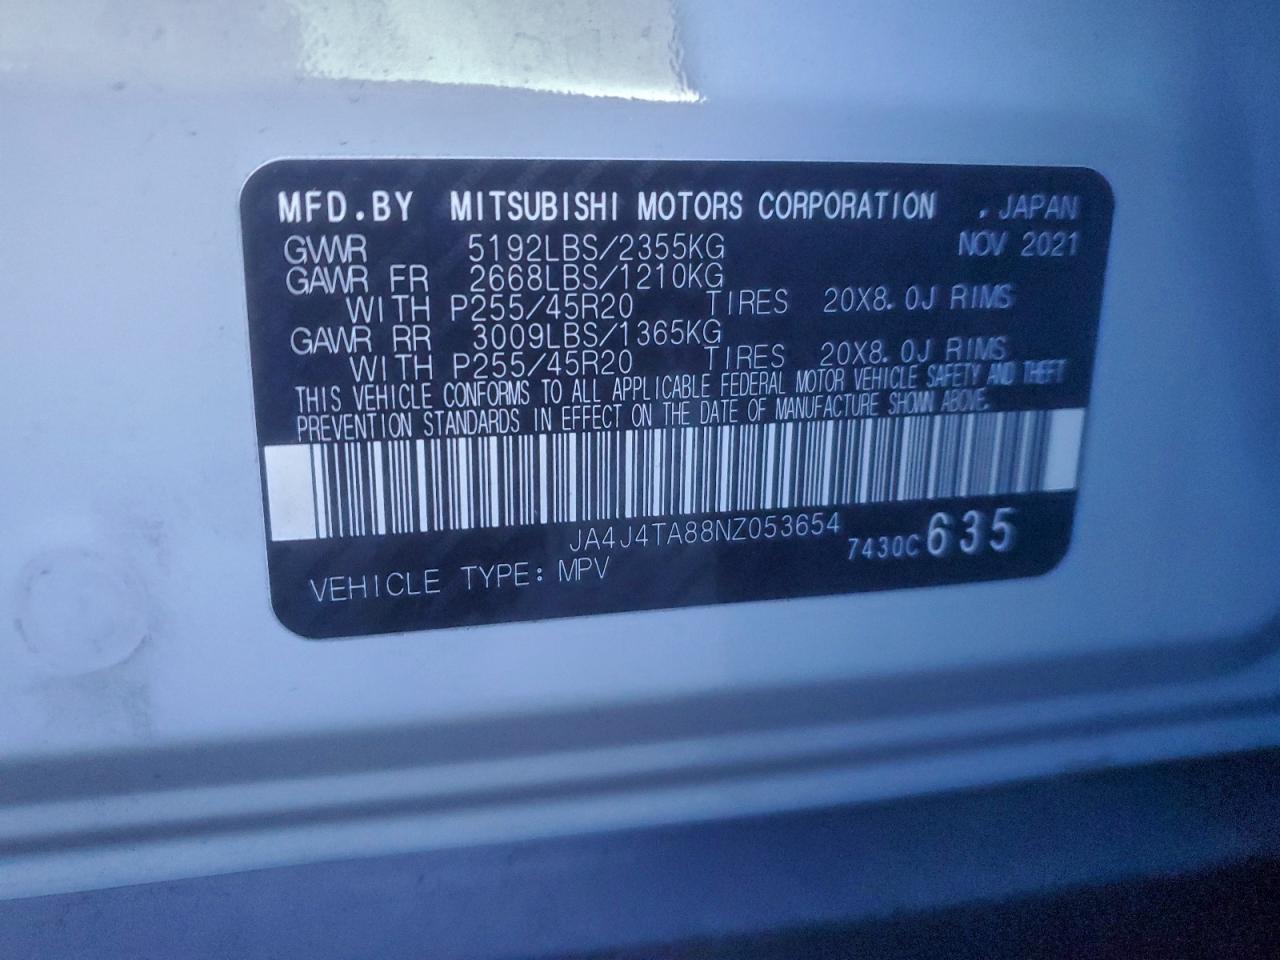 MFD.BY MITSUBISHI MOTORS CORPORATION . JAPAN
GVWR 5192LBS/2355KG NOV 2021
GAWR FR 2668LBS/1210KG
WITH P255/45R20 TIRES 20X8.0J RIMS
GAWR RR 3009LBS/1365KG
WITH P255/45R20 TIRES 20X8.0J RIMS
THIS VEHICLE CONFORMS TO ALL APPLICABLE FEDERAL MOTOR VEHICLE SAFETY AND THEFT
PREVENTION STANDARDS IN EFFECT ON THE DATE OF MANUFACTURE SHOWN ABOVE.
JA4J4TA88NZ053654 7430C 635
VEHICLE TYPE: MPV